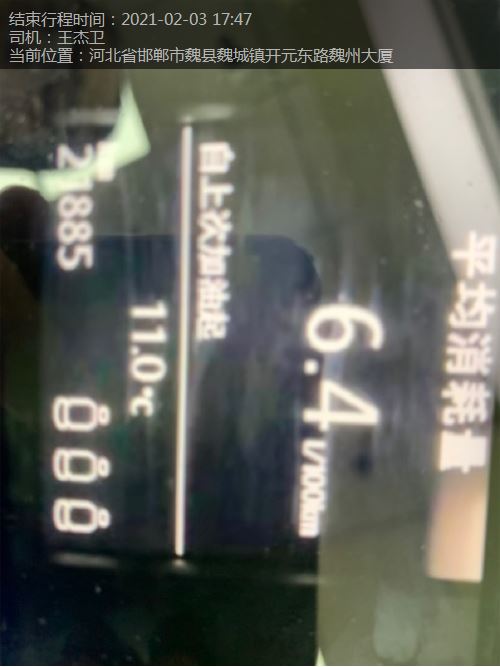 结束行程时间：2021-02-03 17:47
司机：王杰卫
当前位置：河北省邯郸市魏县魏城镇开元东路魏州大厦
平均消耗量
6.4 l/100km
自上次加油起
11.0°c